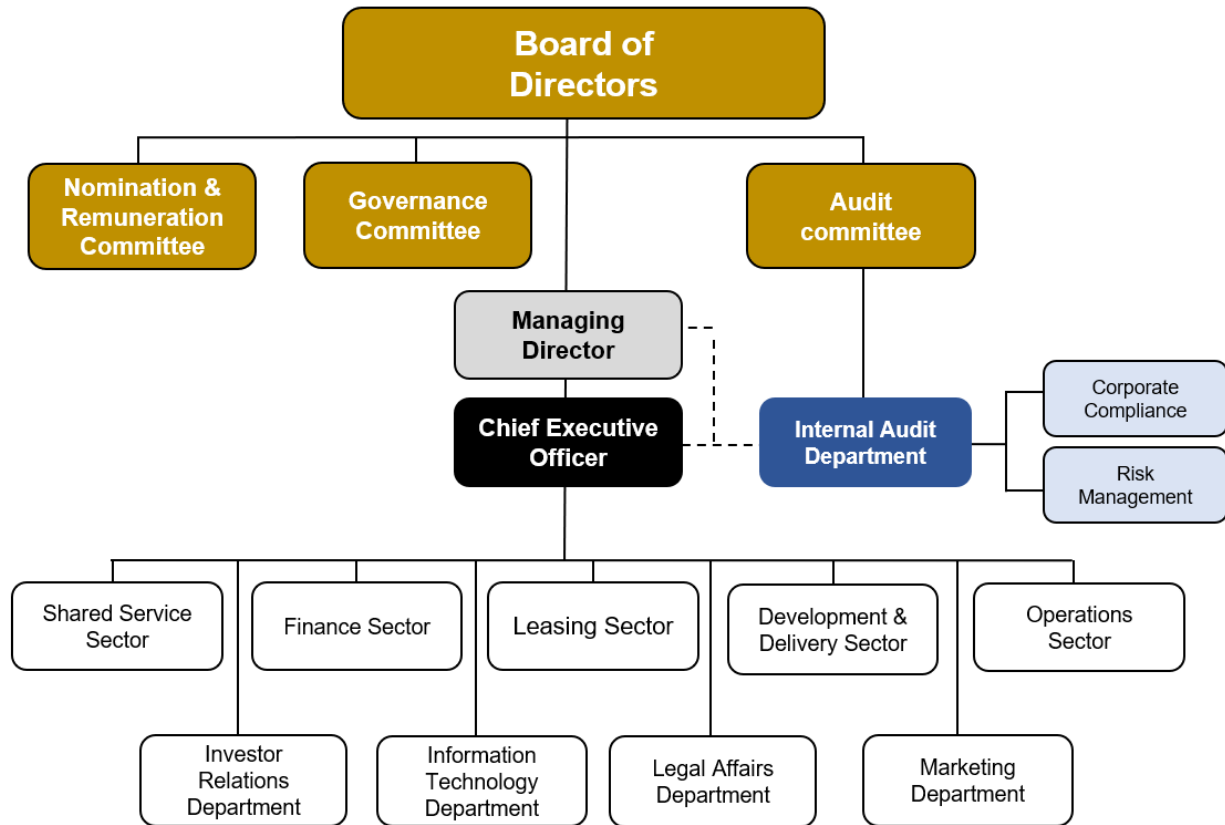 Board of
Directors
Nomination &
Remuneration
Committee
Governance
Committee
Audit
committee
Managing
Director
Chief Executive
Officer
Internal Audit
Department
Corporate
Compliance
Risk
Management
Shared Service
Sector
Finance Sector
Leasing Sector
Development &
Delivery Sector
Operations
Sector
Investor
Relations
Department
Information
Technology
Department
Legal Affairs
Department
Marketing
Department